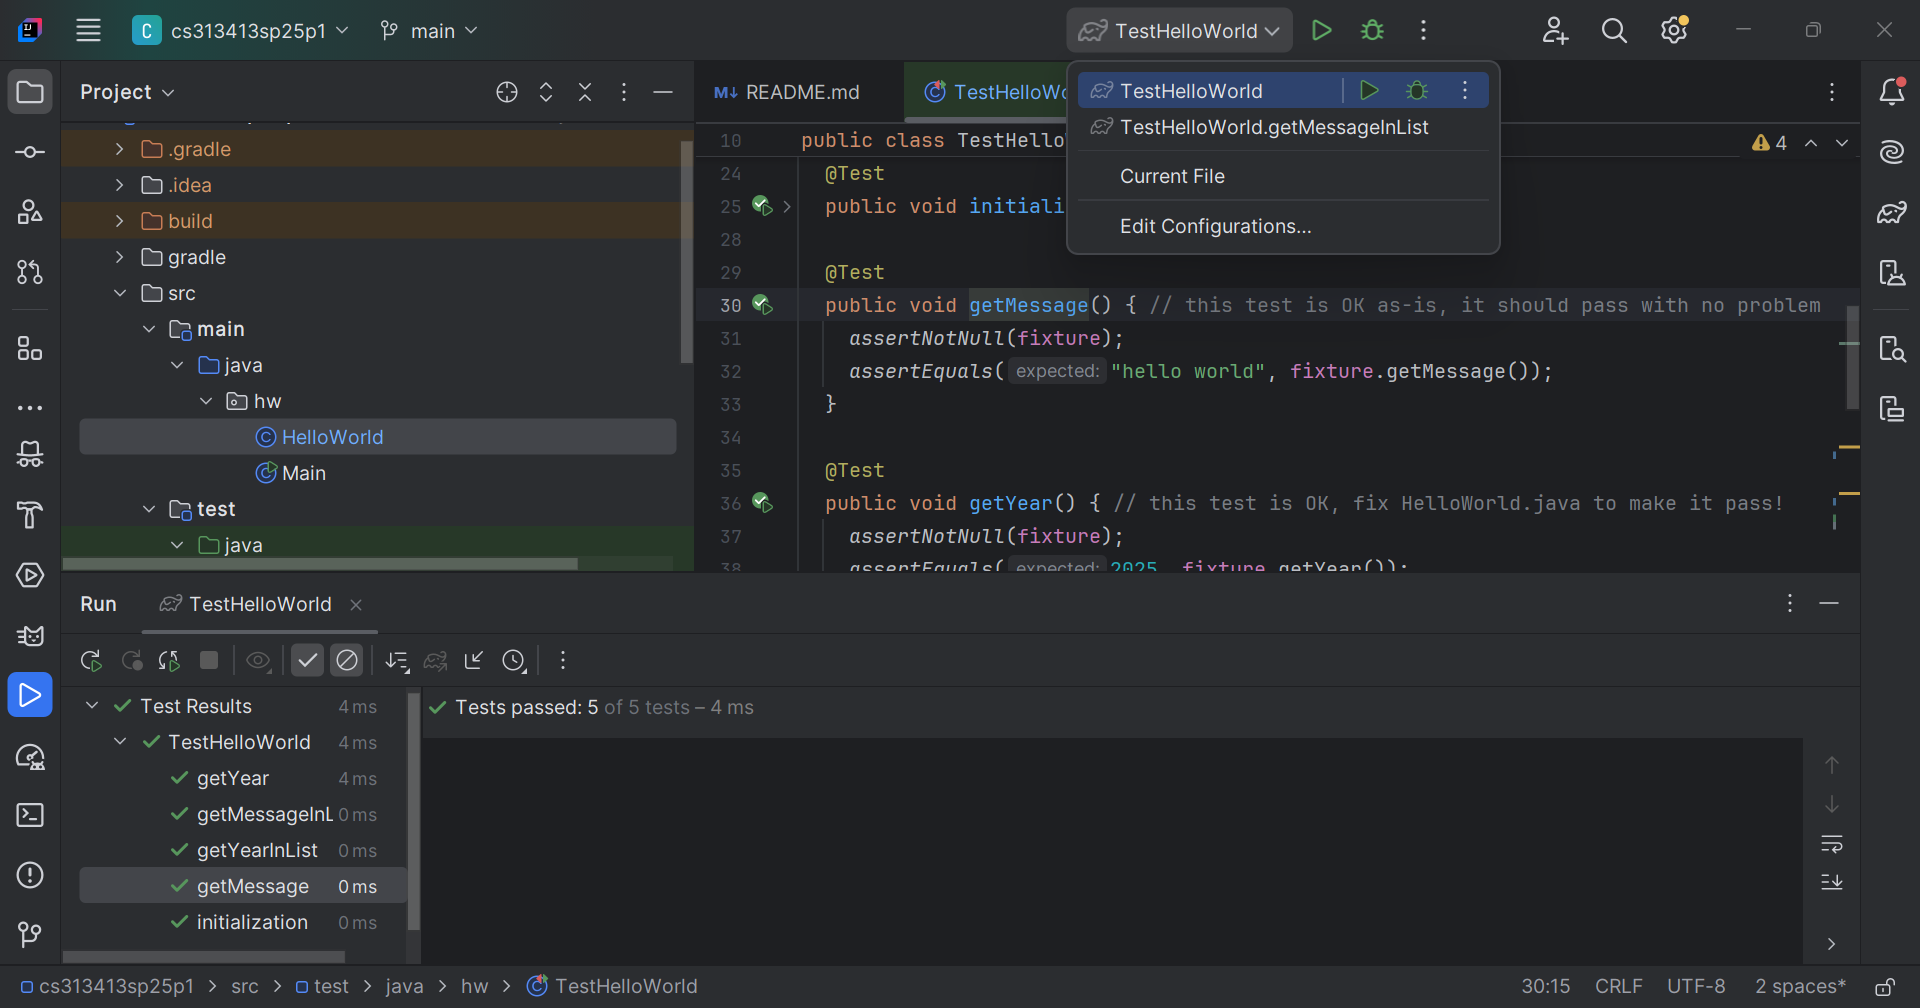 C cs313413sp25p1 main TestHelloWorld
Project
M↓ README.md
TestHelloWo
TestHelloWorld
TestHelloWorld.getMessageInList
Current File
Edit Configurations...
.gradle
.idea
build
gradle
src
main
java
hw
HelloWorld
Main
test
java
4
10 public class TestHello
24 @Test
25 public void initiali
28
29 @Test
30 public void getMessage() { // this test is OK as-is, it should pass with no problem
31 assertNotNull(fixture);
32 assertEquals( expected: "hello world", fixture.getMessage());
33 }
34
35 @Test
36 public void getYear() { // this test is OK, fix HelloWorld.java to make it pass!
37 assertNotNull(fixture);
38 assertEquals( expected: 2025, fixture.getYear());
Run TestHelloWorld
Test Results 4 ms
TestHelloWorld 4 ms
getYear 4 ms
getMessageInL 0 ms
getYearInList 0 ms
getMessage 0 ms
initialization 0 ms
Tests passed: 5 of 5 tests – 4 ms
cs313413sp25p1 > src > test > java > hw > TestHelloWorld
30:15 CRLF UTF-8 2 spaces*